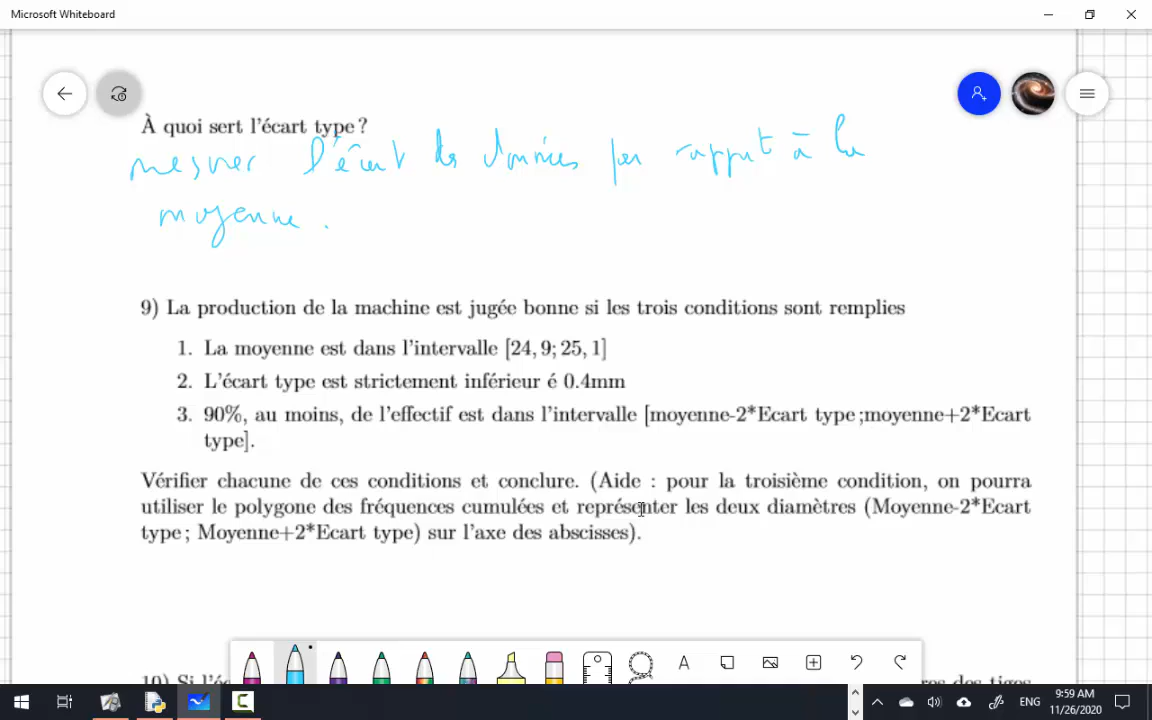 Microsoft Whiteboard
À quoi sert l'écart type ?
mesurer l'écart des données par rapport à la
moyenne .
9) La production de la machine est jugée bonne si les trois conditions sont remplies
1. La moyenne est dans l'intervalle [24, 9; 25, 1]
2. L'écart type est strictement inférieur é 0.4mm
3. 90%, au moins, de l'effectif est dans l'intervalle [moyenne-2*Ecart type ;moyenne+2*Ecart
type].
Vérifier chacune de ces conditions et conclure. (Aide : pour la troisième condition, on pourra
utiliser le polygone des fréquences cumulées et représenter les deux diamètres (Moyenne-2*Ecart
type ; Moyenne+2*Ecart type) sur l'axe des abscisses).
10) Si l'é
res des tiges
A
ENG
9:59 AM
11/26/2020